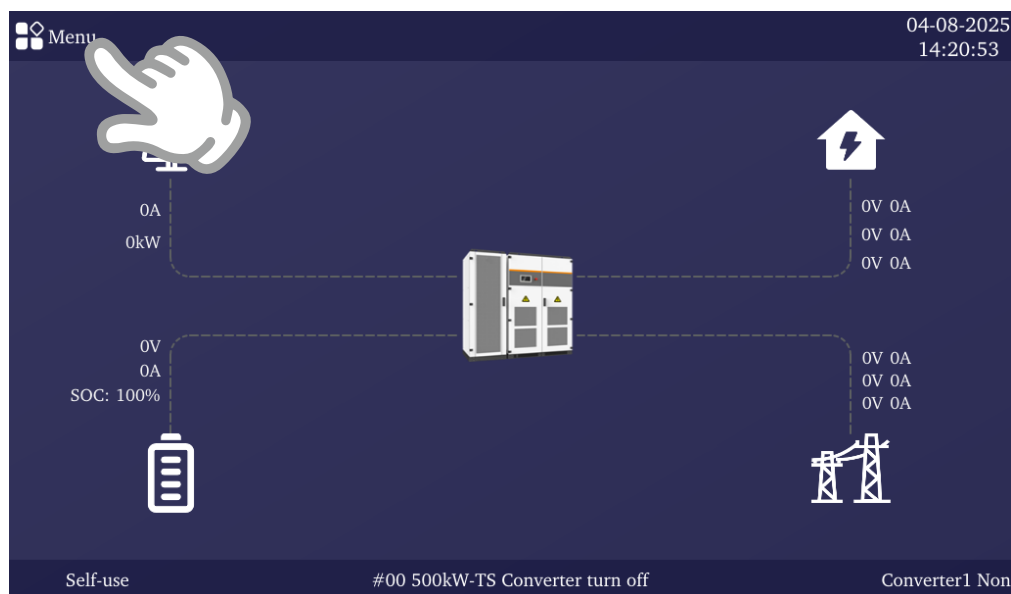 Menu
04-08-2025
14:20:53
0A
0kW
0V 0A
0V 0A
0V 0A
0V
0A
SOC: 100%
0V 0A
0V 0A
0V 0A
Self-use
#00 500kW-TS Converter turn off
Converter1 Non